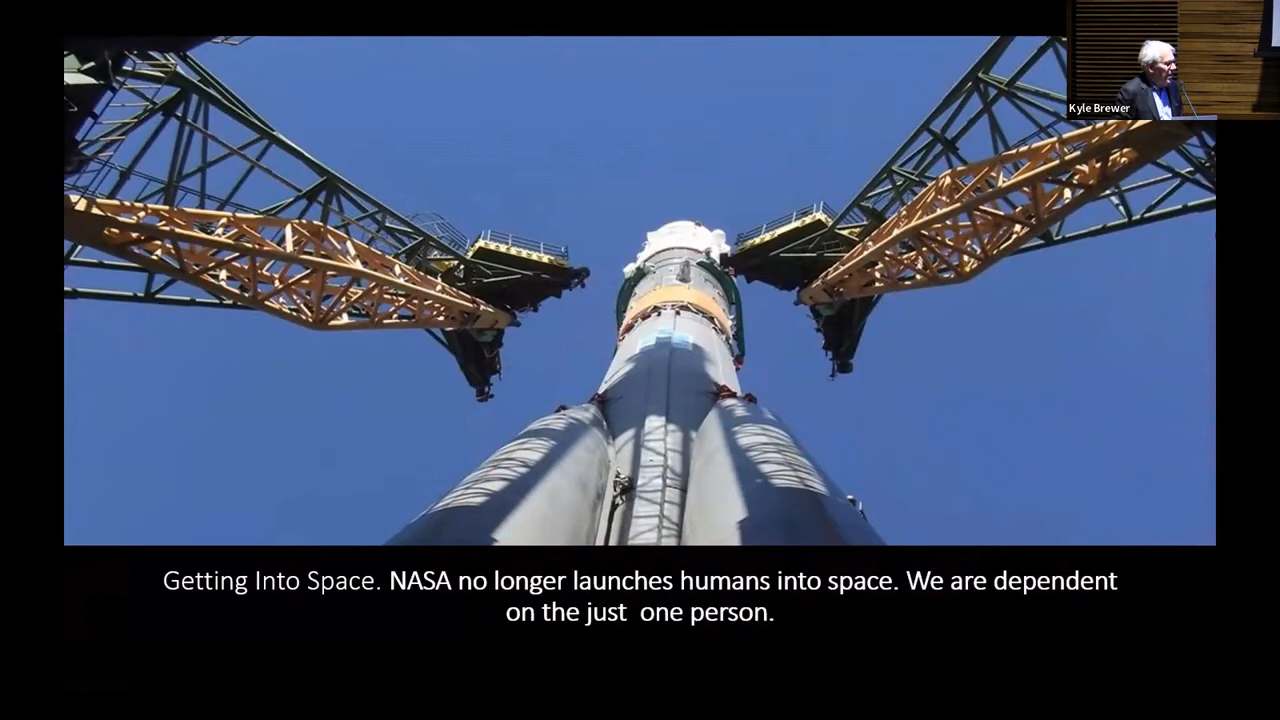 Kyle Brewer
Getting Into Space. NASA no longer launches humans into space. We are dependent
on the just  one person.